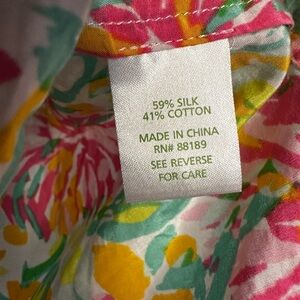 59% SILK
41% COTTON
MADE IN CHINA
RN# 88189
SEE REVERSE
FOR CARE